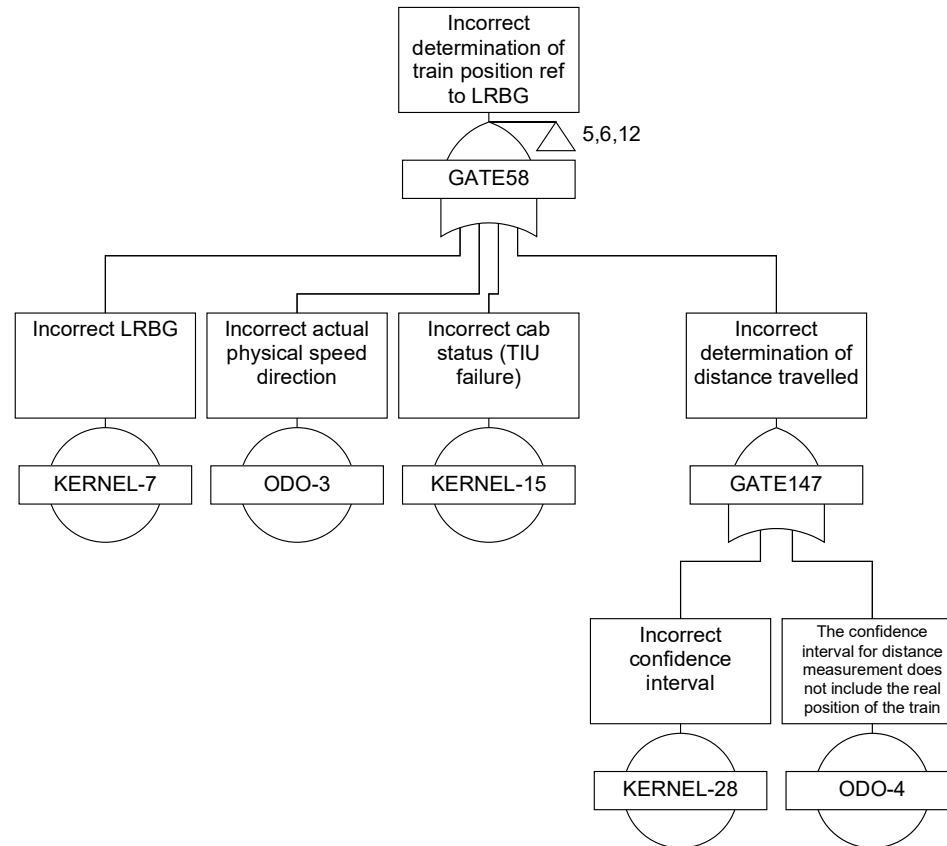 Incorrect
determination of
train position ref
to LRBG
5,6,12
GATE58
Incorrect LRBG
Incorrect actual
physical speed
direction
Incorrect cab
status (TIU
failure)
Incorrect
determination of
distance travelled
KERNEL-7
ODO-3
KERNEL-15
GATE147
Incorrect
confidence
interval
The confidence
interval for distance
measurement does
not include the real
position of the train
KERNEL-28
ODO-4